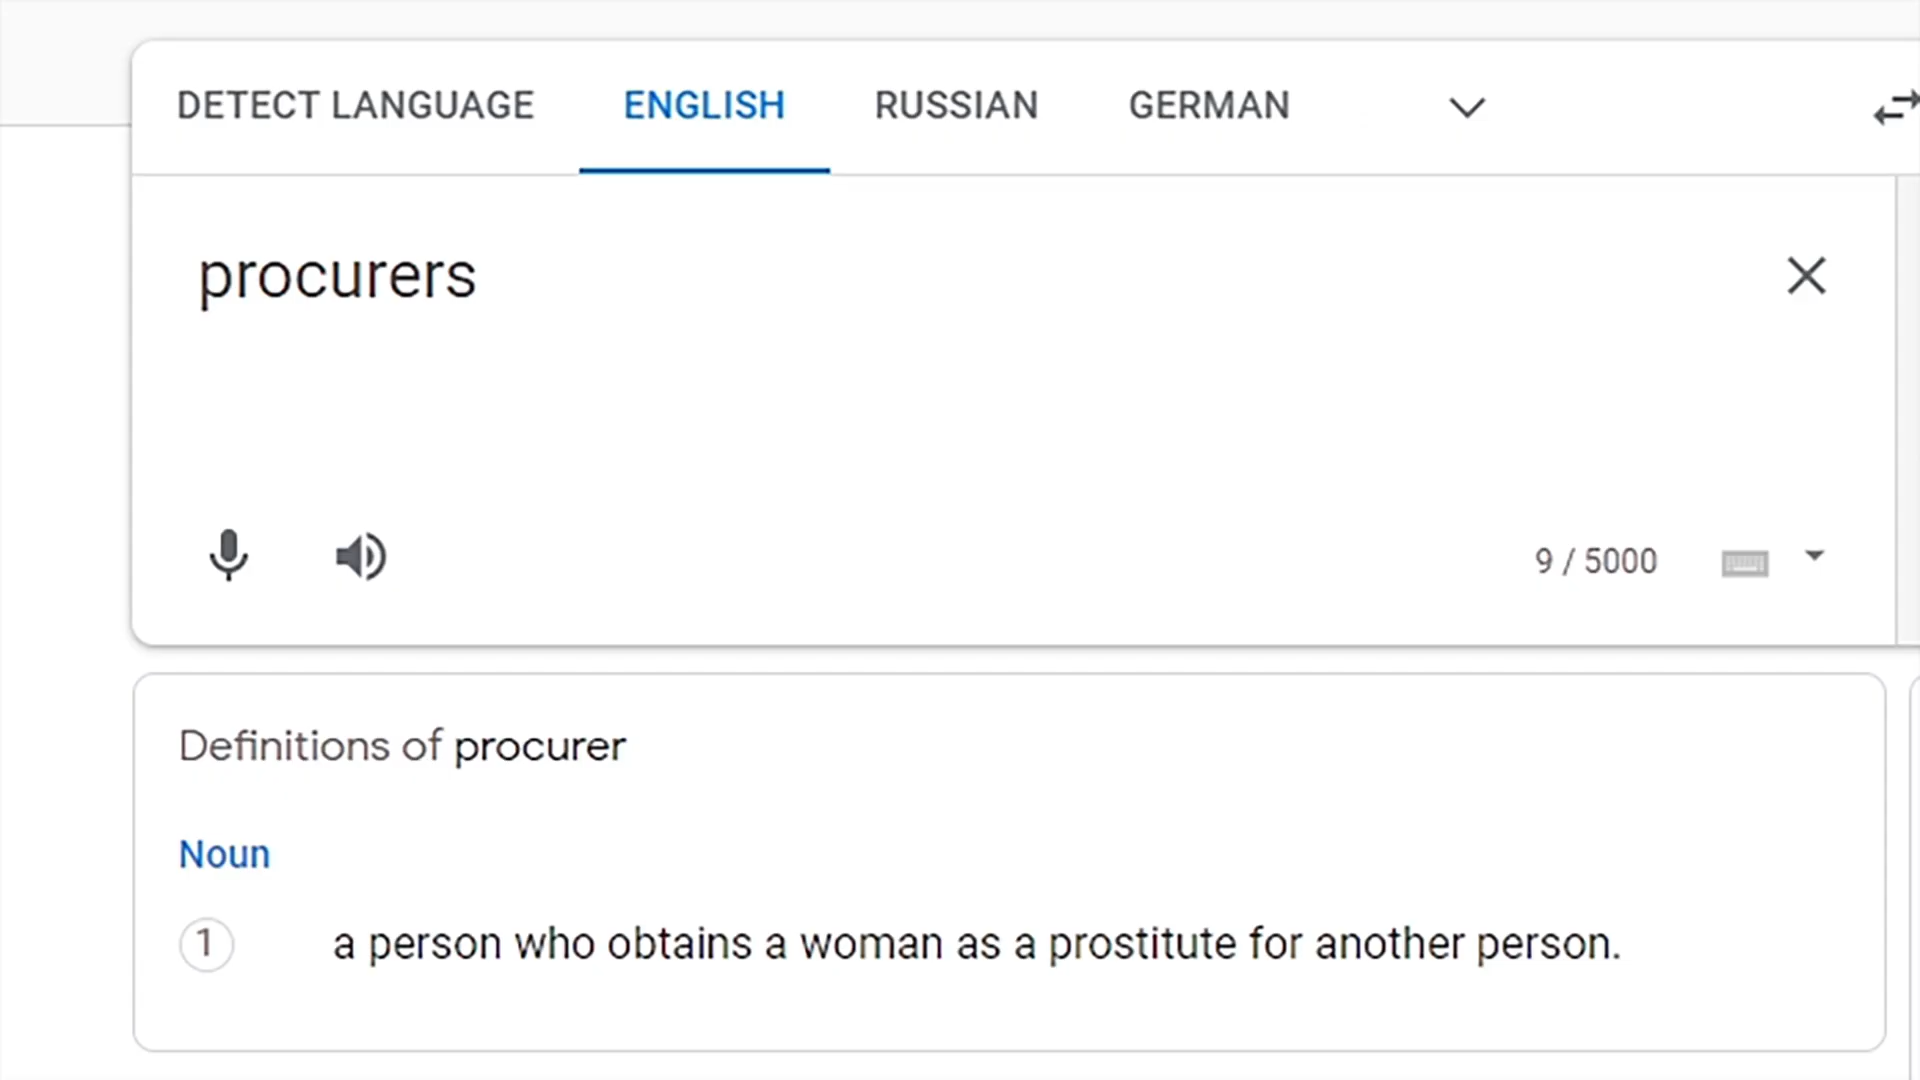 DETECT LANGUAGE ENGLISH RUSSIAN GERMAN
procurers
9 / 5000
Definitions of procurer
Noun
1 a person who obtains a woman as a prostitute for another person.